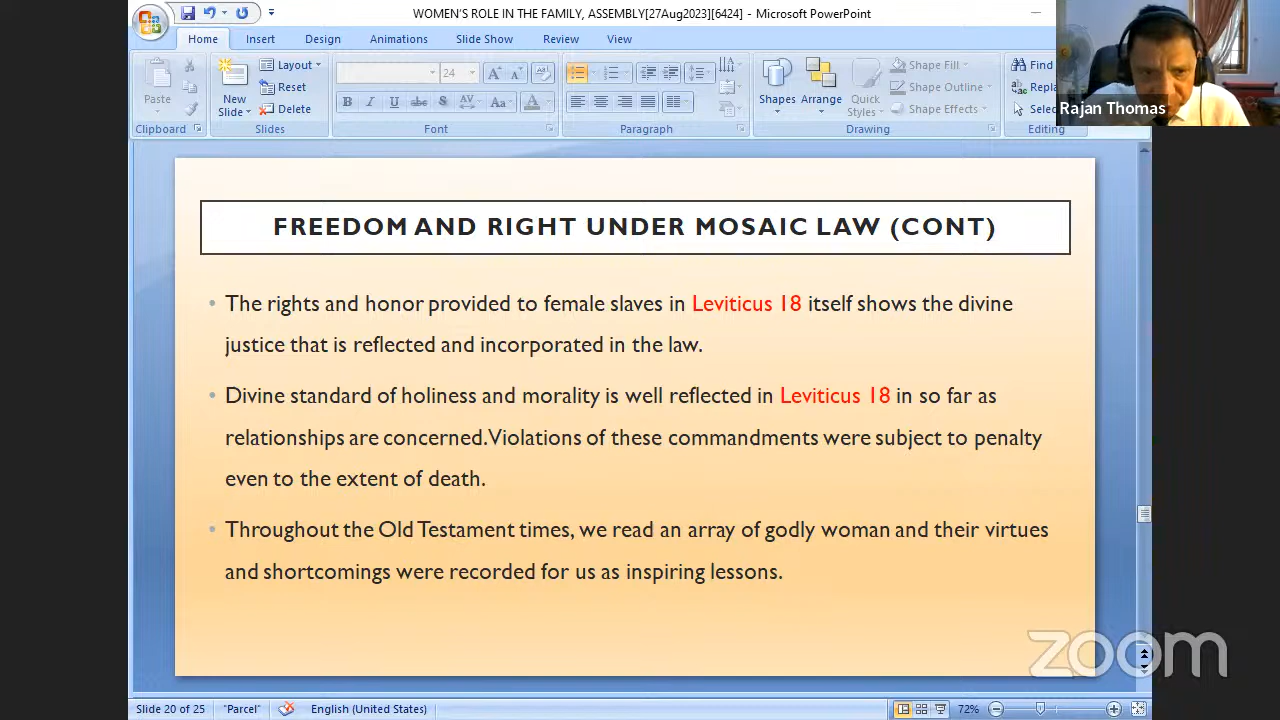 WOMEN'S ROLE IN THE FAMILY, ASSEMBLY[27Aug2023][6424] - Microsoft PowerPoint
Home Insert Design Animations Slide Show Review View
Paste
Clipboard
New
Slide
Layout
Reset
Delete
Slides
24
B I U abc S AV Aa A
Font
Paragraph
Shapes Arrange Quick
Styles
Shape Fill
Shape Outline
Shape Effects
Drawing
Find
Repla
Selec
Editing
Rajan Thomas
FREEDOM AND RIGHT UNDER MOSAIC LAW (CONT)
• The rights and honor provided to female slaves in Leviticus 18 itself shows the divine
justice that is reflected and incorporated in the law.
• Divine standard of holiness and morality is well reflected in Leviticus 18 in so far as
relationships are concerned. Violations of these commandments were subject to penalty
even to the extent of death.
• Throughout the Old Testament times, we read an array of godly woman and their virtues
and shortcomings were recorded for us as inspiring lessons.
zoom
Slide 20 of 25 "Parcel" English (United States) 72%